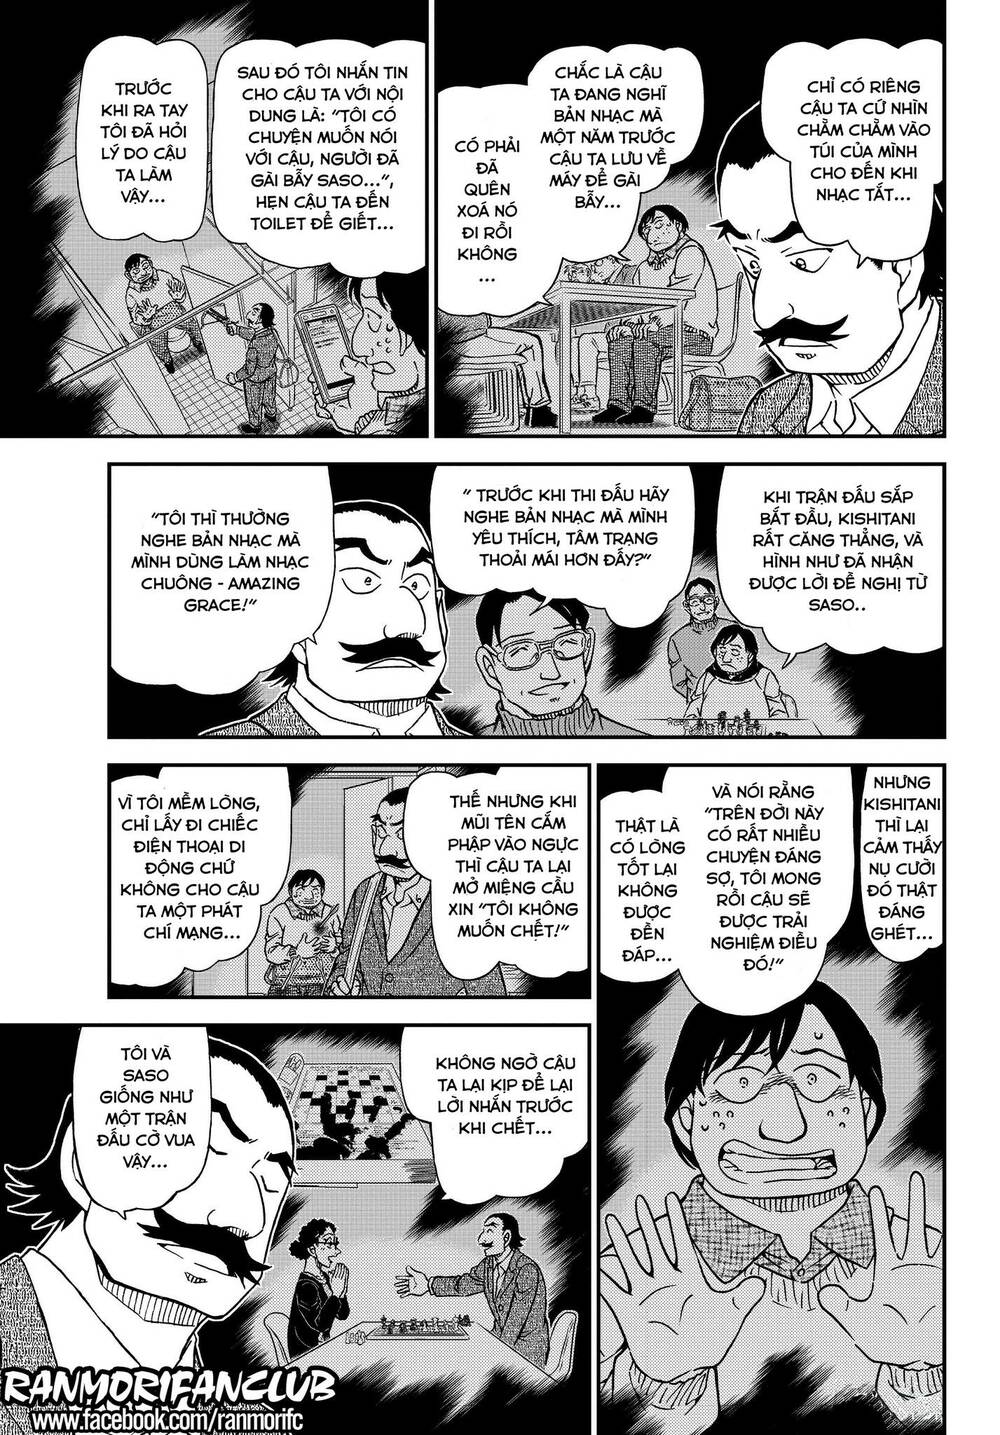 CHỈ CÓ RIÊNG
CẬU TA CỨ NHÌN
CHẰM CHẰM VÀO
TÚI CỦA MÌNH
CHO ĐẾN KHI
NHẠC TẮT...
CHẮC LÀ CẬU
TA ĐANG NGHĨ
BẢN NHẠC MÀ
MỘT NĂM TRƯỚC
CẬU TA LƯU VỀ
MÁY ĐỂ GÀI
BẪY...
CÓ PHẢI
ĐÃ
QUÊN
XOÁ NÓ
ĐI RỒI
KHÔNG
...
SAU ĐÓ TÔI NHẮN TIN
CHO CẬU TA VỚI NỘI
DUNG LÀ: "TÔI CÓ
CHUYỆN MUỐN NÓI
VỚI CẬU, NGƯỜI ĐÃ
GÀI BẪY SASO...",
HẸN CẬU TA ĐẾN
TOILET ĐỂ GIẾT...
TRƯỚC
KHI RA TAY
TÔI ĐÃ HỎI
LÝ DO CẬU
TA LÀM
VẬY...
KHI TRẬN ĐẤU SẮP
BẮT ĐẦU, KISHITANI
RẤT CĂNG THẲNG, VÀ
HÌNH NHƯ ĐÃ NHẬN
ĐƯỢC LỜI ĐỀ NGHỊ TỪ
SASO..
" TRƯỚC KHI THI ĐẤU HÃY
NGHE BẢN NHẠC MÀ MÌNH
YÊU THÍCH, TÂM TRẠNG
THOẢI MÁI HƠN ĐẤY?"
"TÔI THÌ THƯỜNG
NGHE BẢN NHẠC MÀ
MÌNH DÙNG LÀM NHẠC
CHUÔNG - AMAZING
GRACE!"
NHƯNG
KISHITANI
THÌ LẠI
CẢM THẤY
NỤ CƯỜI
ĐÓ THẬT
ĐÁNG
GHÉT...
VÀ NÓI RẰNG
"TRÊN ĐỜI NÀY
CÓ RẤT NHIỀU
CHUYỆN ĐÁNG
SỢ, TÔI MONG
RỒI CẬU SẼ
ĐƯỢC TRẢI
NGHIỆM ĐIỀU
ĐÓ!"
THẬT LÀ
CÓ LÒNG
TỐT LẠI
KHÔNG
ĐƯỢC
ĐỀN
ĐÁP...
THẾ NHƯNG KHI
MŨI TÊN CẮM
PHẬP VÀO NGỰC
THÌ CẬU TA LẠI
MỞ MIỆNG CẦU
XIN "TÔI KHÔNG
MUỐN CHẾT!"
VÌ TÔI MỀM LÒNG,
CHỈ LẤY ĐI CHIẾC
ĐIỆN THOẠI DI
ĐỘNG CHỨ
KHÔNG CHO CẬU
TA MỘT PHÁT
CHÍ MẠNG...
KHÔNG NGỜ CẬU
TA LẠI KỊP ĐỂ LẠI
LỜI NHẮN TRƯỚC
KHI CHẾT...
TÔI VÀ
SASO
GIỐNG NHƯ
MỘT TRẬN
ĐẤU CỜ VUA
VẬY...
RANMORIFANCLUB
www.facebook.com/ranmorifc